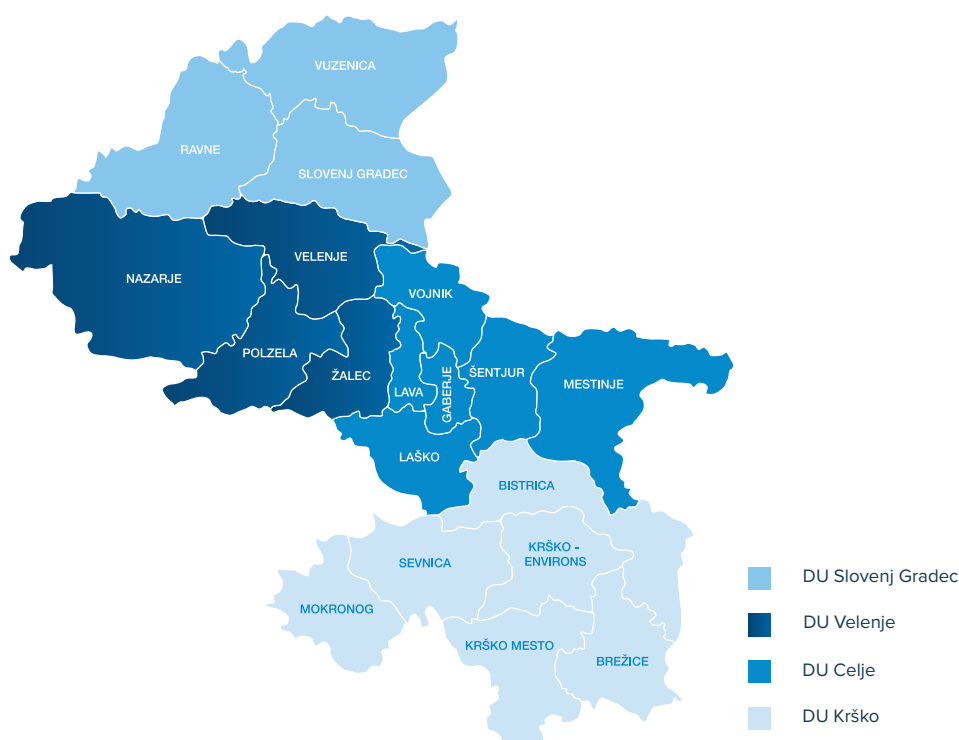 VUZENICA
RAVNE
SLOVENJ GRADEC
VELENJE
NAZARJE
VOJNIK
POLZELA
ŽALEC
LAVA
GABERJE
ŠENTJUR
MESTINJE
LAŠKO
BISTRICA
KRŠKO -
ENVIRONS
SEVNICA
MOKRONOG
KRŠKO MESTO
BREŽICE
DU Slovenj Gradec
DU Velenje
DU Celje
DU Krško